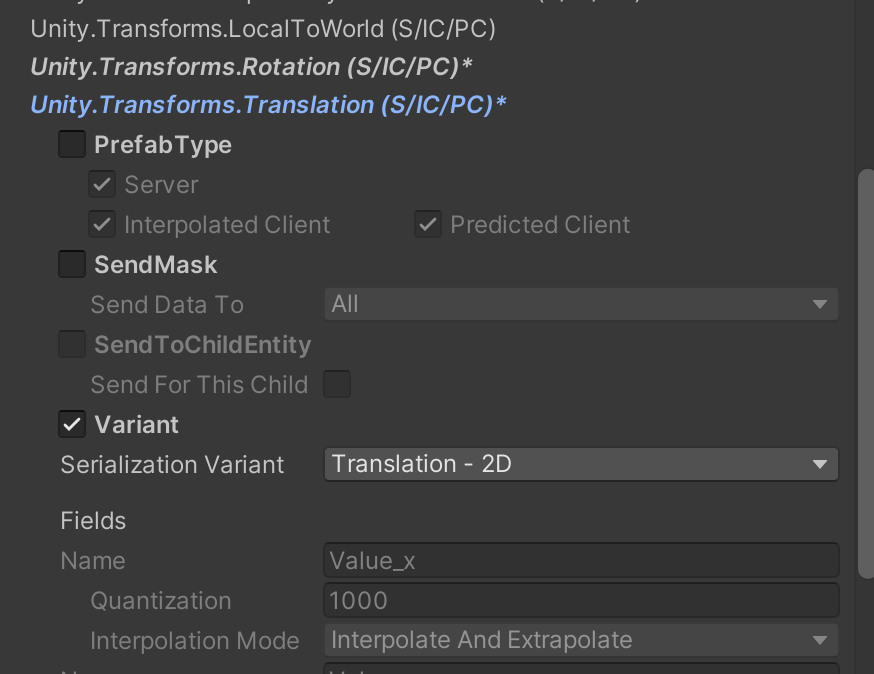 Unity.Transforms.LocalToWorld (S/IC/PC)
Unity.Transforms.Rotation (S/IC/PC)*
Unity.Transforms.Translation (S/IC/PC)*
PrefabType
Server
Interpolated Client Predicted Client
SendMask
Send Data To All
SendToChildEntity
Send For This Child
Variant
Serialization Variant Translation - 2D
Fields
Name Value_x
Quantization 1000
Interpolation Mode Interpolate And Extrapolate